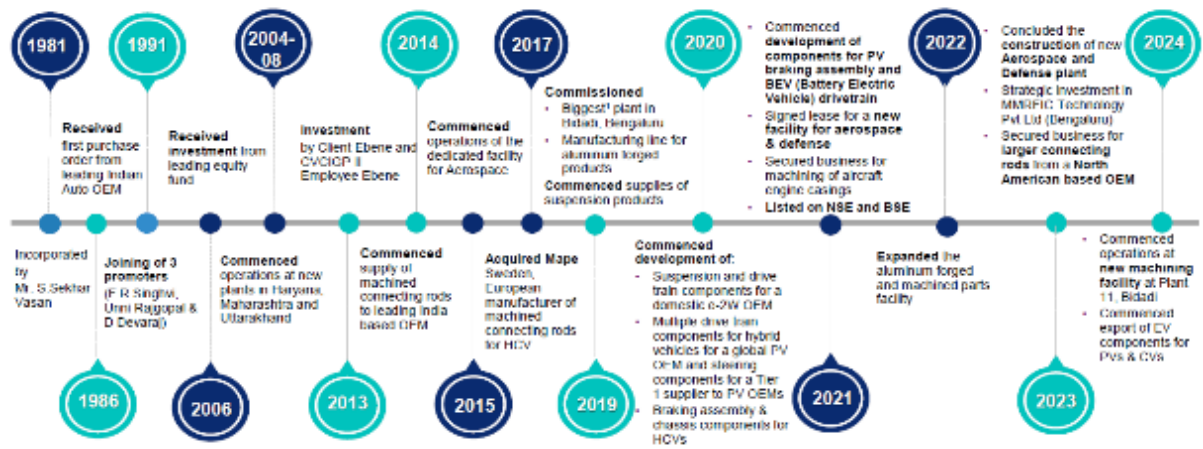 1981
1991
2004-
08
2014
2017
2020
2022
2024
Received
first purchase
order from
leading Indian
Auto OEM
Received
investment from
leading equity
fund
Investment
by Client Ebene and
CVCIGP II
Employee Ebene
Commenced
operations of the
dedicated facility
for Aerospace
Commissioned
• Biggest¹ plant in
Bidadi, Bengaluru
• Manufacturing line for
aluminum forged
products
Commenced supplies of
suspension products
• Commenced
development of
components for PV
braking assembly and
BEV (Battery Electric
Vehicle) drivetrain
• Signed lease for a new
facility for aerospace
& defense
• Secured business for
machining of aircraft
engine casings
• Listed on NSE and BSE
• Concluded the
construction of new
Aerospace and
Defense plant
• Strategic investment in
MMRFIC Technology
Pvt Ltd (Bengaluru)
• Secured business for
larger connecting
rods from a North
American based OEM
Incorporated
by
Mr. S.Sekhar
Vasan
Joining of 3
promoters
(F R Singhvi,
Unni Rajgopal &
D Devaraj)
Commenced
operations at new
plants in Haryana,
Maharashtra and
Uttarakhand
Commenced
supply of
machined
connecting rods
to leading India
based OEM
Acquired Mape
Sweden,
European
manufacturer of
machined
connecting rods
for HCV
Commenced
development of:
• Suspension and drive
train components for a
domestic e-2W OEM
• Multiple drive train
components for hybrid
vehicles for a global PV
OEM and steering
components for a Tier
1 supplier to PV OEMs
• Braking assembly &
chassis components for
HCVs
Expanded the
aluminum forged
and machined parts
facility
• Commenced
operations at
new machining
facility at Plant
11, Bidadi
• Commenced
export of EV
components for
PVs & CVs
1986
2006
2013
2015
2019
2021
2023